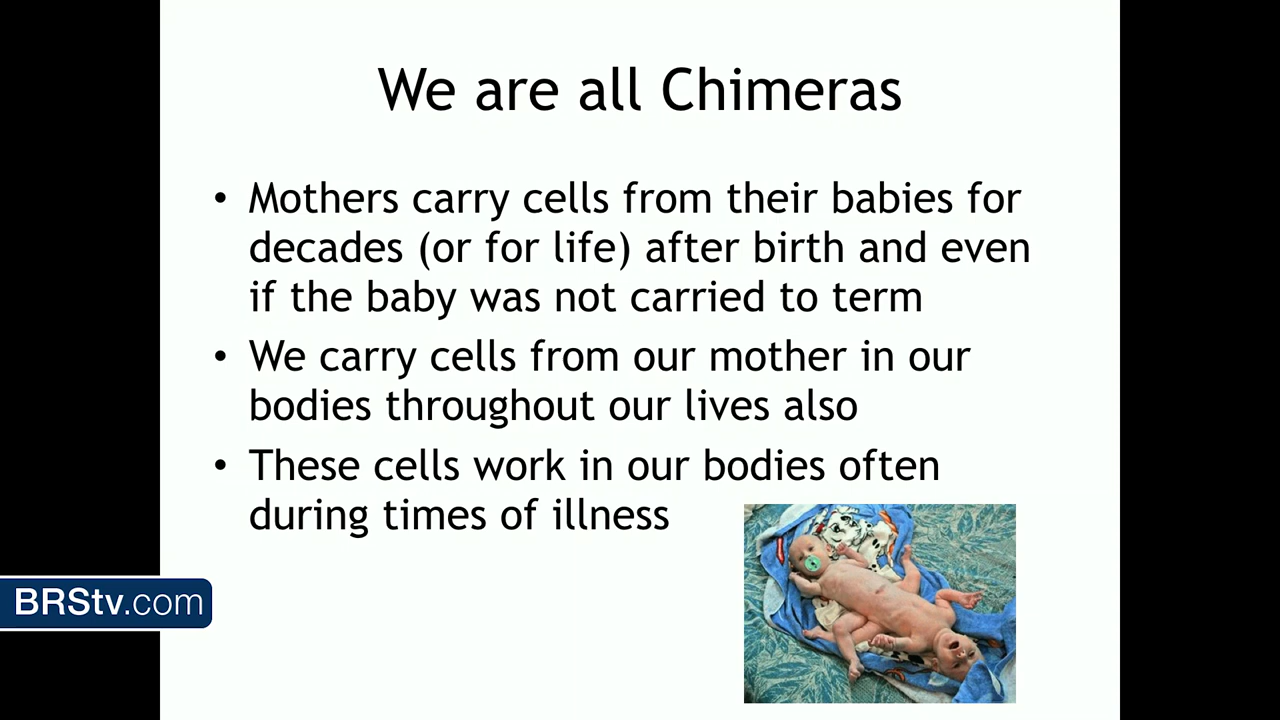 We are all Chimeras
• Mothers carry cells from their babies for
decades (or for life) after birth and even
if the baby was not carried to term
• We carry cells from our mother in our
bodies throughout our lives also
• These cells work in our bodies often
during times of illness
BRStv.com